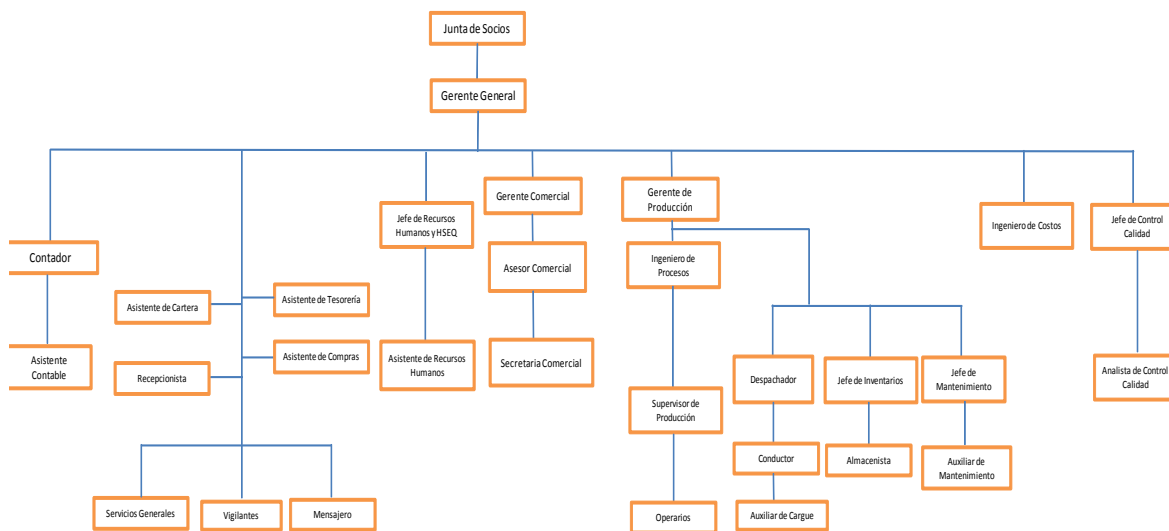 Junta de Socios
Gerente General
Contador
Asistente
Contable
Asistente de Cartera
Asistente de Tesorería
Recepcionista
Asistente de Compras
Servicios Generales
Vigilantes
Mensajero
Jefe de Recursos
Humanos y HSEQ
Asistente de Recursos
Humanos
Gerente Comercial
Asesor Comercial
Secretaria Comercial
Gerente de
Producción
Ingeniero de
Procesos
Supervisor de
Producción
Operarios
Despachador
Conductor
Auxiliar de Cargue
Jefe de Inventarios
Almacenista
Jefe de
Mantenimiento
Auxiliar de
Mantenimiento
Ingeniero de Costos
Jefe de Control
Calidad
Analista de Control
Calidad